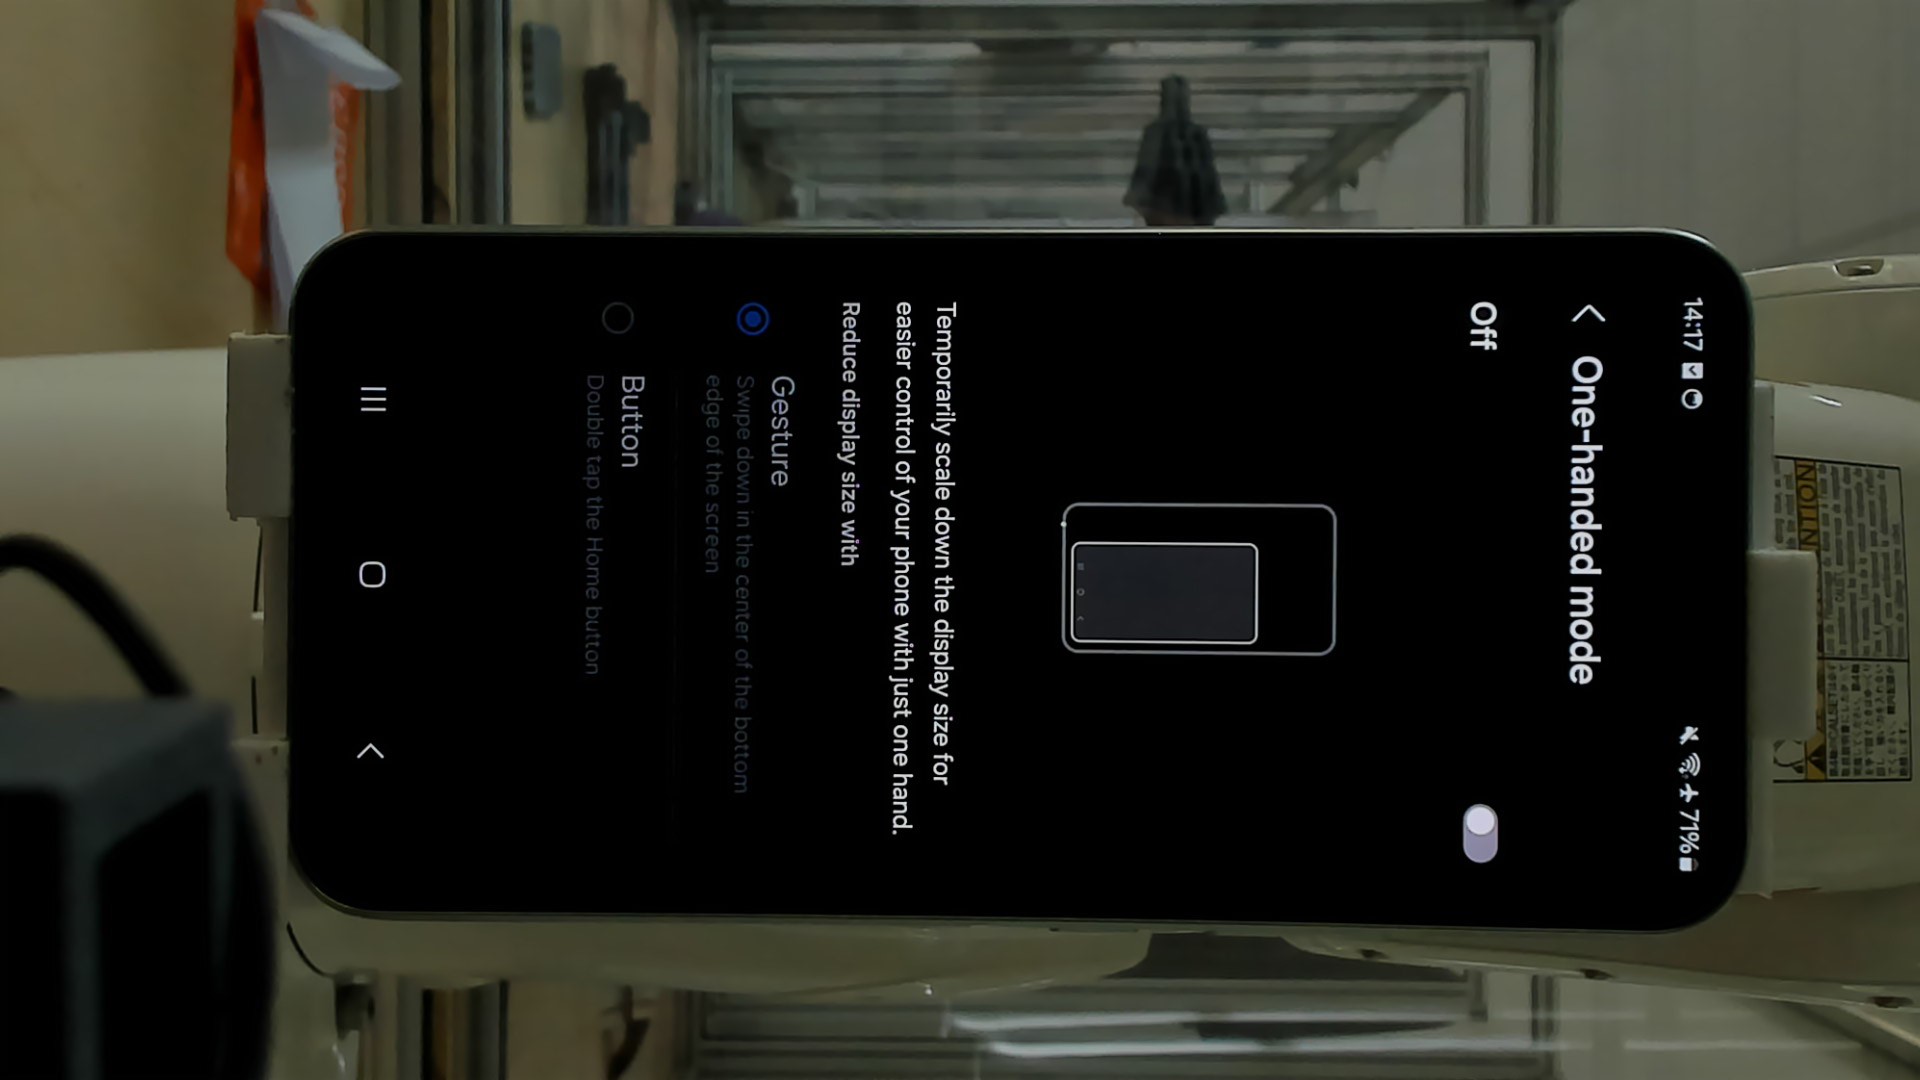 14:17
71%
One-handed mode
Off
Temporarily scale down the display size for
easier control of your phone with just one hand.
Reduce display size with
Gesture
Swipe down in the center of the bottom
edge of the screen
Button
Double tap the Home button